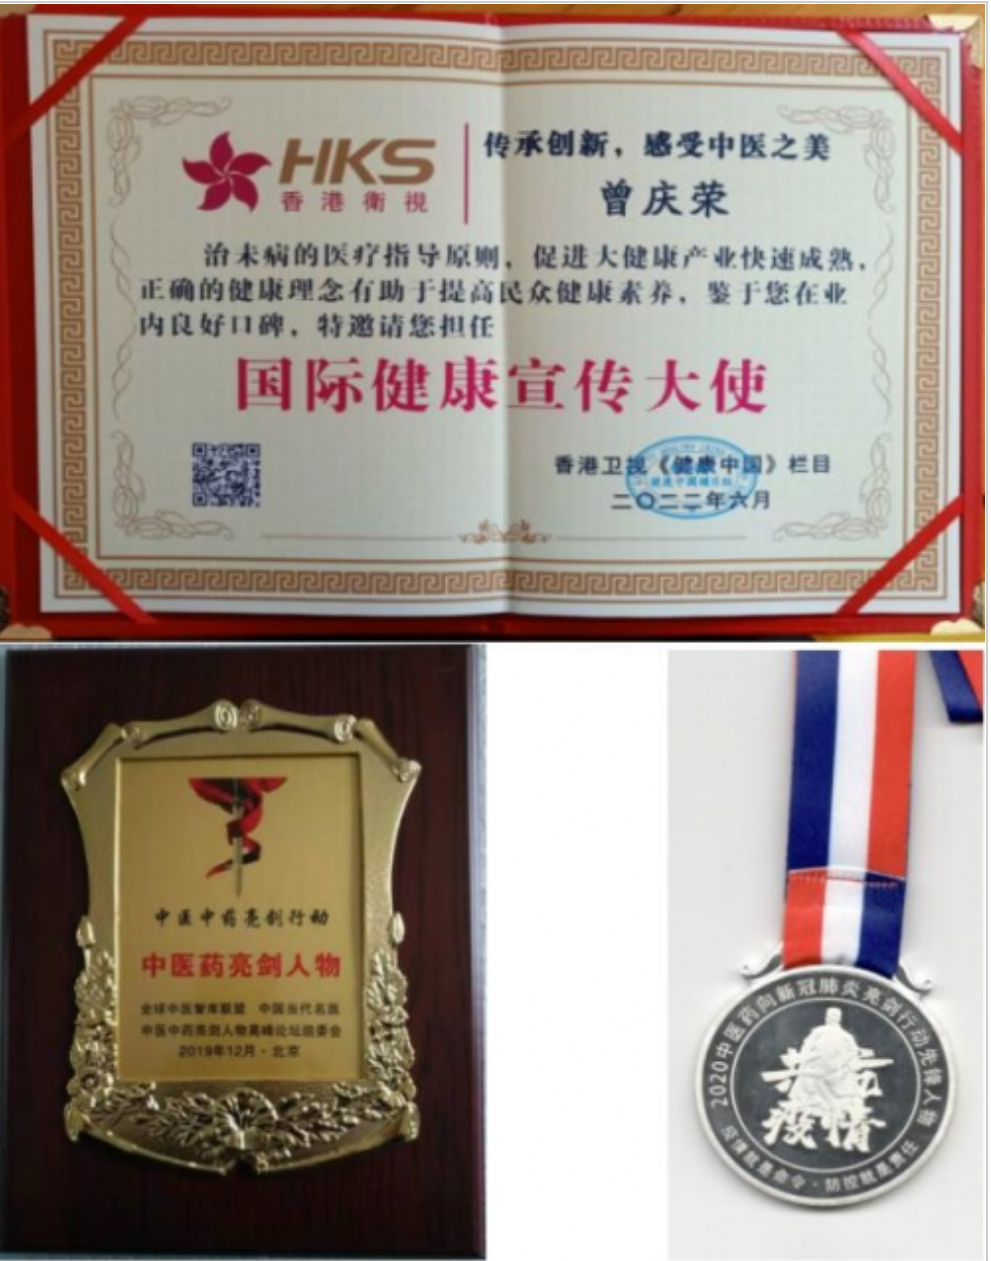 HKS
香港衛視
传承创新，感受中医之美
曾庆荣
治未病的医疗指导原则，促进大健康产业快速成熟，
正确的健康理念有助于提高民众健康素养，鉴于您在业
内良好口碑，特邀请您担任
国际健康宣传大使
香港卫视《健康中国》栏目
二〇二二年六月
中医中药亮剑行动
中医药亮剑人物
全球中医智库联盟 中国当代名医
中医中药亮剑人物高峰论坛组委会
2019年12月·北京
2020中医药向新冠肺炎亮剑行动先锋人物
共克
疫情
疫情就是命令·防控就是责任